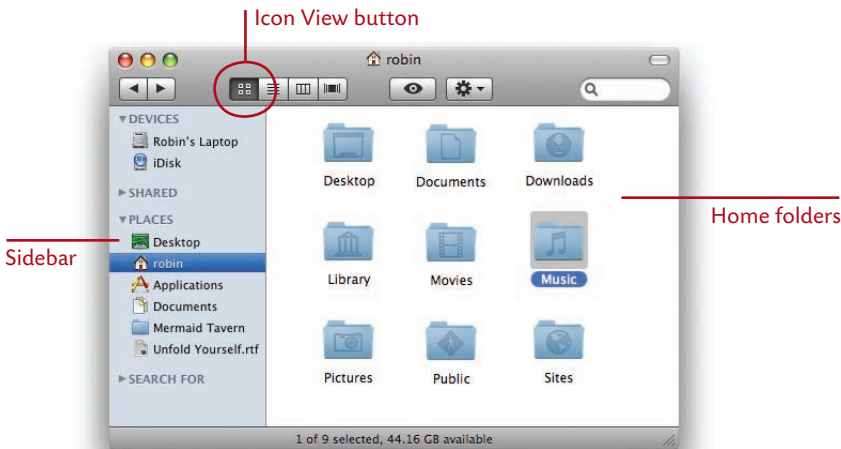 Icon View button
robin
DEVICES
Robin's Laptop
iDisk
SHARED
PLACES
Desktop
robin
Applications
Documents
Mermaid Tavern
Unfold Yourself.rtf
SEARCH FOR
Desktop Documents Downloads
Library Movies Music
Pictures Public Sites
1 of 9 selected, 44.16 GB available
Sidebar
Home folders